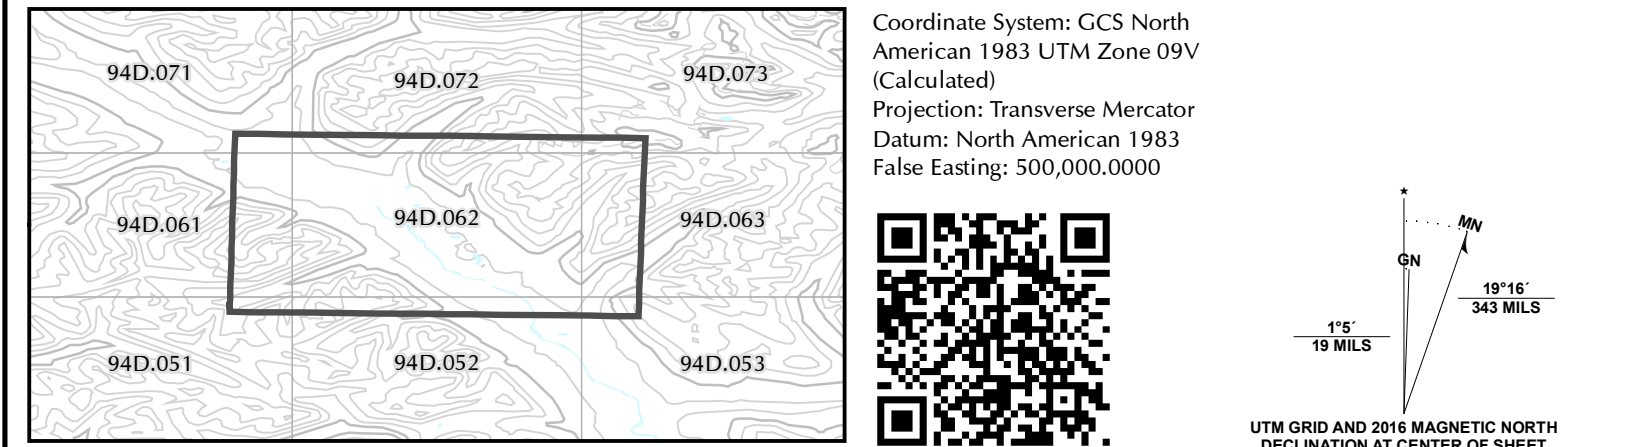 94D.071
94D.072
94D.073
94D.061
94D.062
94D.063
94D.051
94D.052
94D.053
Coordinate System: GCS North
American 1983 UTM Zone 09V
(Calculated)
Projection: Transverse Mercator
Datum: North American 1983
False Easting: 500,000.0000
MN
GN
19°16´
343 MILS
1°5´
19 MILS
UTM GRID AND 2016 MAGNETIC NORTH
DECLINATION AT CENTER OF SHEET